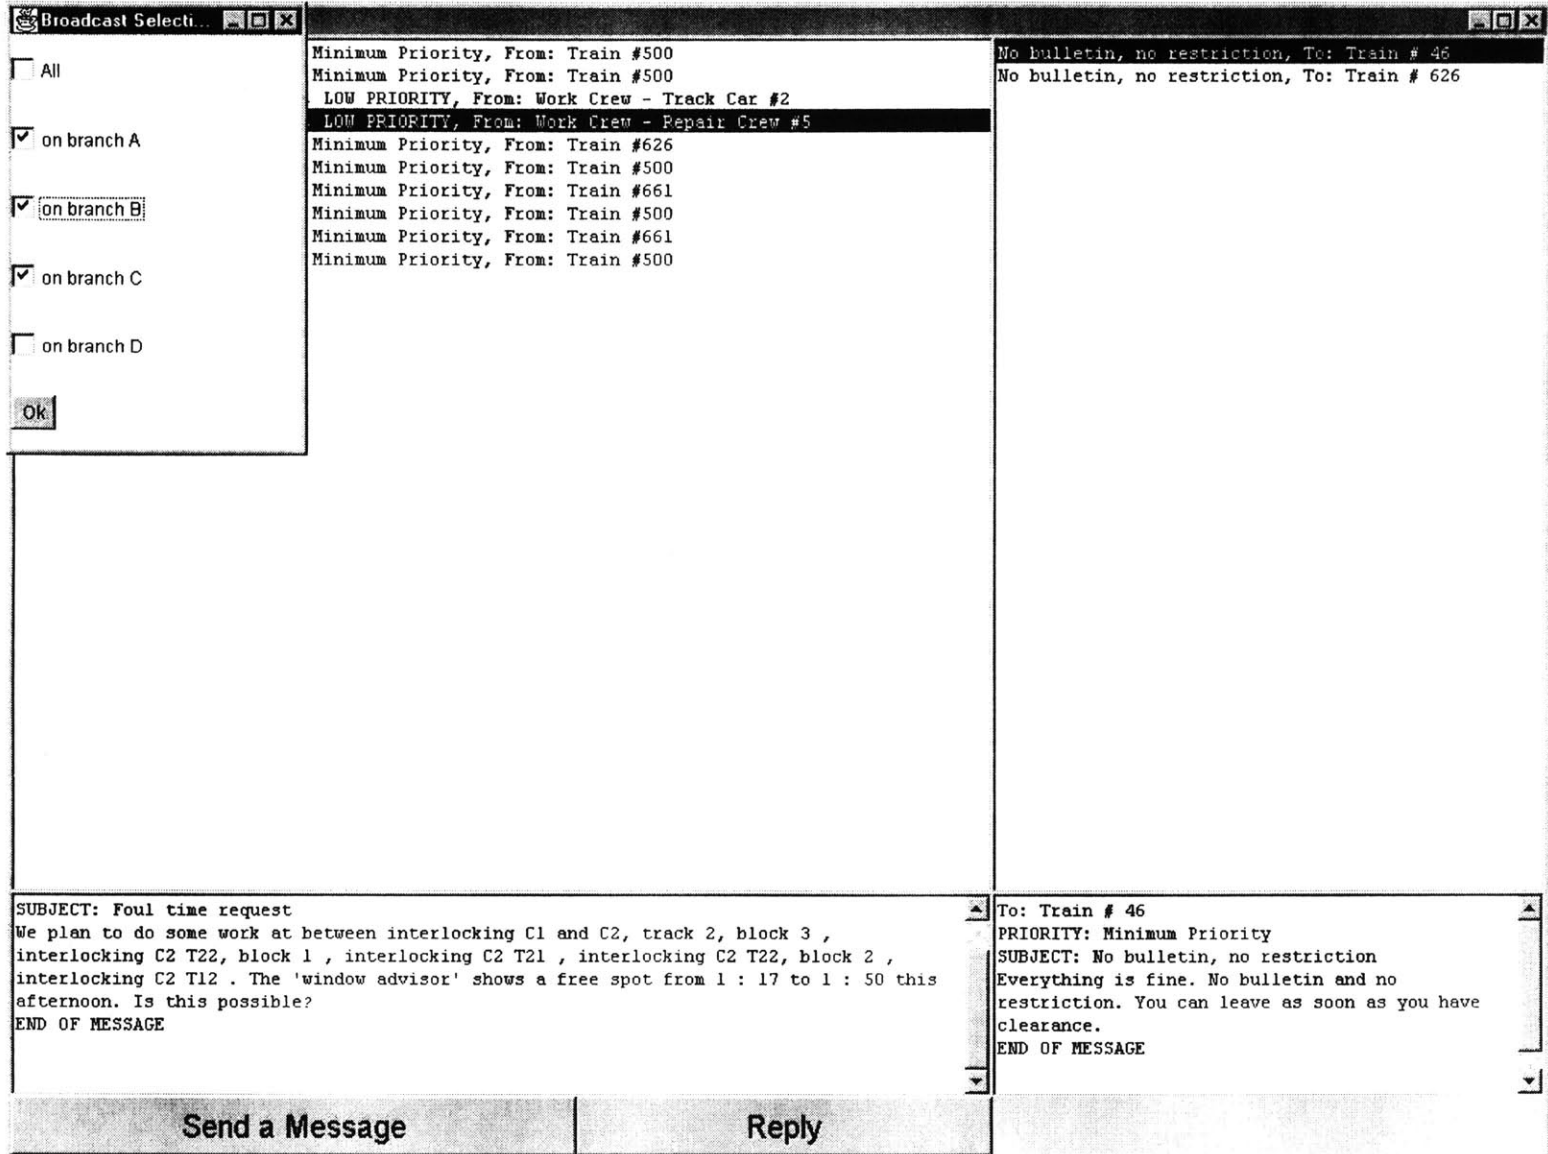 Broadcast Selecti...
All
on branch A
on branch B
on branch C
on branch D
Ok
Minimum Priority, From: Train #500
Minimum Priority, From: Train #500
LOW PRIORITY, From: Work Crew - Track Car #2
LOW PRIORITY, From: Work Crew - Repair Crew #5
Minimum Priority, From: Train #626
Minimum Priority, From: Train #500
Minimum Priority, From: Train #661
Minimum Priority, From: Train #500
Minimum Priority, From: Train #661
Minimum Priority, From: Train #500
No bulletin, no restriction, To: Train # 46
No bulletin, no restriction, To: Train # 626
SUBJECT: Foul time request
We plan to do some work at between interlocking C1 and C2, track 2, block 3 ,
interlocking C2 T22, block 1 , interlocking C2 T21 , interlocking C2 T22, block 2 ,
interlocking C2 T12 . The 'window advisor' shows a free spot from 1 : 17 to 1 : 50 this
afternoon. Is this possible?
END OF MESSAGE
To: Train # 46
PRIORITY: Minimum Priority
SUBJECT: No bulletin, no restriction
Everything is fine. No bulletin and no
restriction. You can leave as soon as you have
clearance.
END OF MESSAGE
Send a Message
Reply